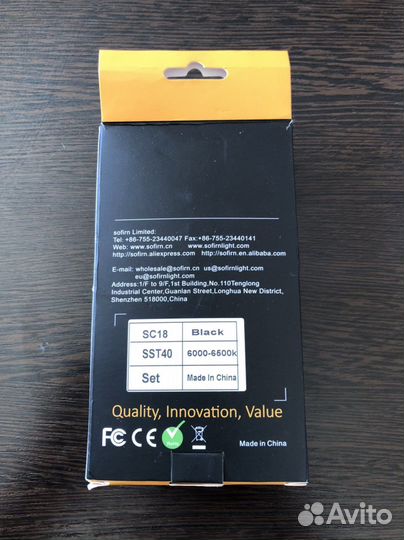 sofirn Limited:
Tel: +86-755-23440047 Fax:+86-755-23440141
Web: www.sofirn.cn www.sofirnlight.com
http://sofirn.aliexpress.com http://sofirn.en.alibaba.com
E-mail: wholesale@sofirn.cn us@sofirnlight.com
eu@sofirnlight.com
Address:1/F to 9/F,1st Building,No.110Tenglong
Industrial Center,Guanlan Street,Longhua New District,
Shenzhen 518000,China
SC18 Black
SST40 6000-6500k
Set Made In China
Quality, Innovation, Value
FC CE RoHS
Made in China
Avito